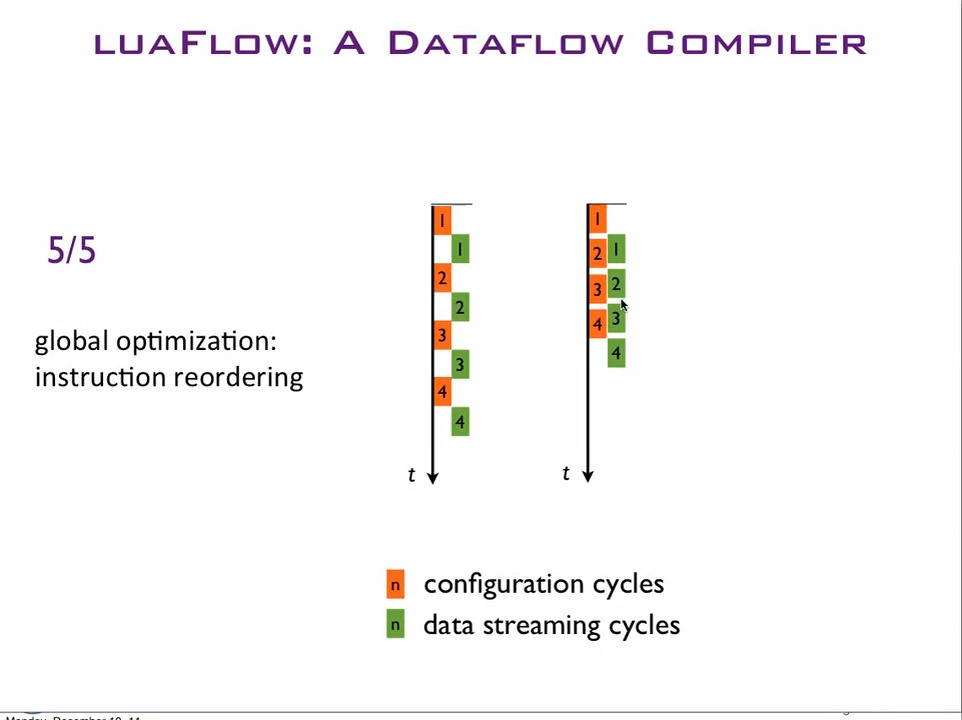 LUAFLOW: A DATAFLOW COMPILER
5/5
global optimization:
instruction reordering
1
1
2
2
3
3
4
4
t
1
2
1
3
2
4
3
4
t
n configuration cycles
n data streaming cycles